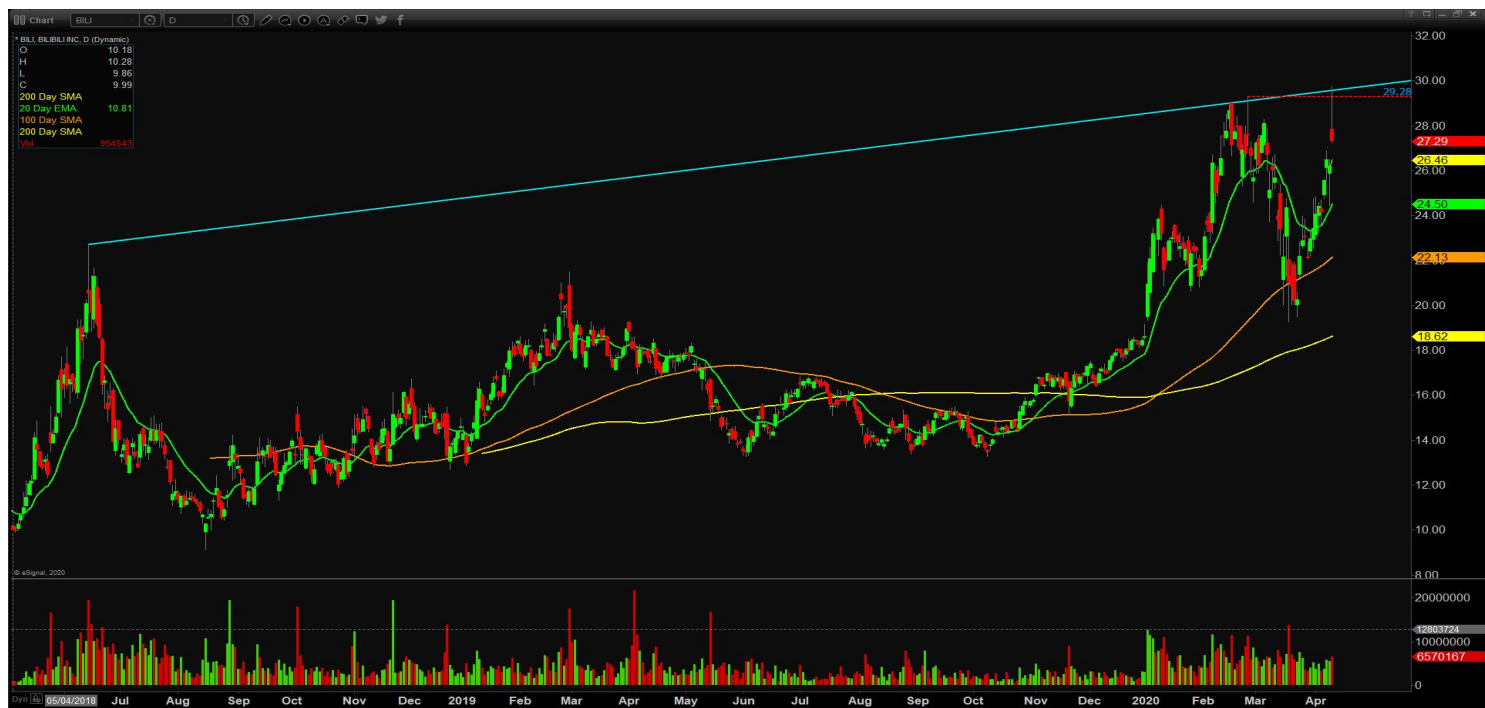 Chart BILI D
* BILI, BILIBILI INC, D (Dynamic)
O 10.18
H 10.28
L 9.86
C 9.99
200 Day SMA
20 Day EMA 10.81
100 Day SMA
200 Day SMA
Vol 954543
32.00
30.00
29.28
28.00
27.29
26.46
26.00
24.50
24.00
22.13
22.00
20.00
18.62
18.00
16.00
14.00
12.00
10.00
8.00
© eSignal, 2020
20000000
12803724
10000000
6570167
0
Dyn 05/04/2018 Jul Aug Sep Oct Nov Dec 2019 Feb Mar Apr May Jun Jul Aug Sep Oct Nov Dec 2020 Feb Mar Apr